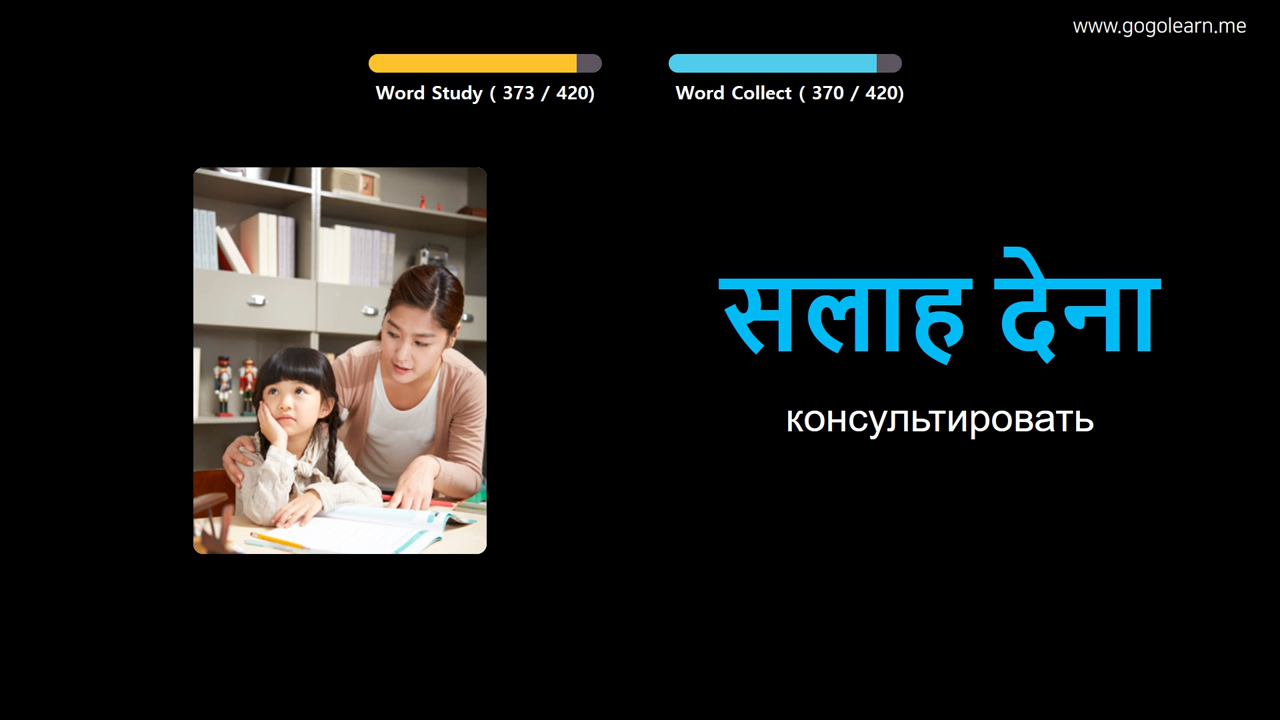 www.gogolearn.me
Word Study ( 373 / 420)
Word Collect ( 370 / 420)
सलाह देना
консультировать